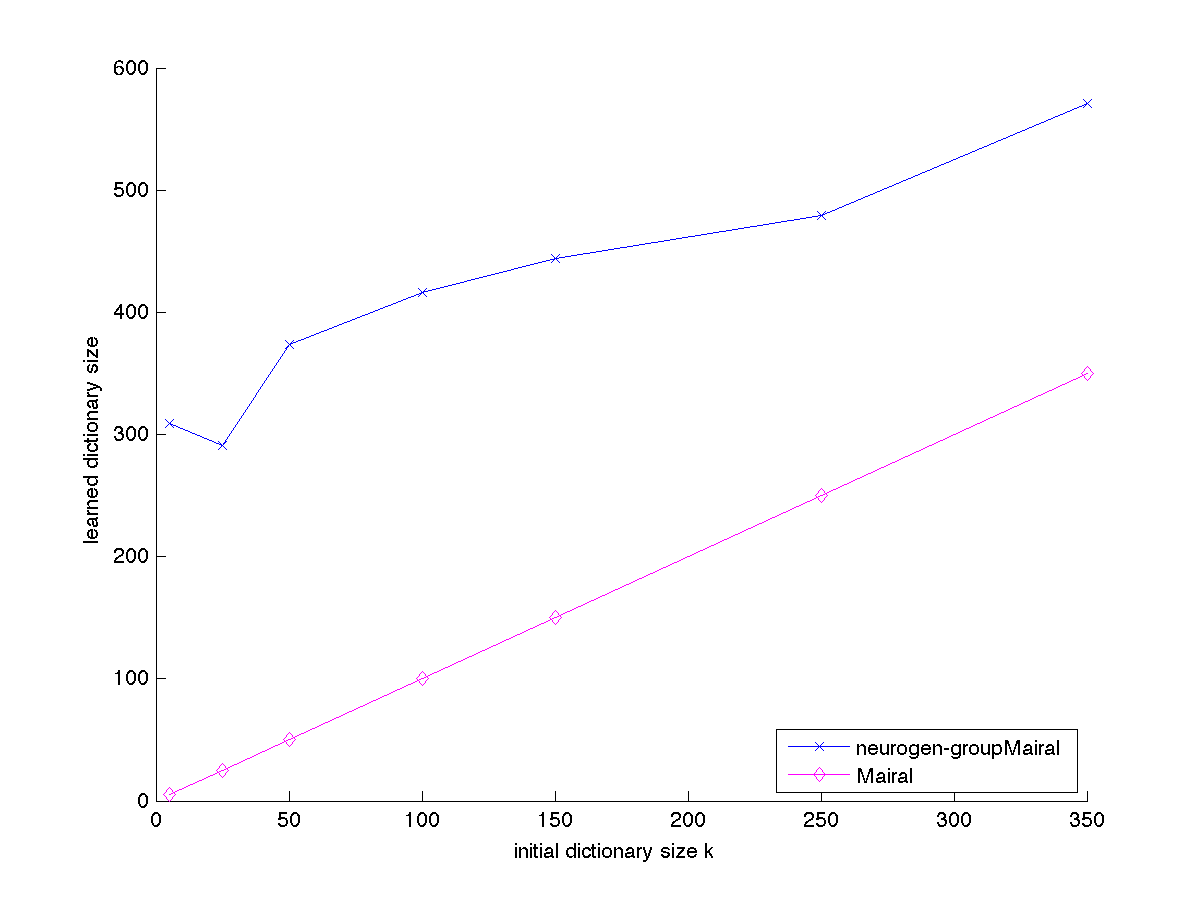 600
500
400
300
200
100
0
learned dictionary size
0 50 100 150 200 250 300 350
initial dictionary size k
neurogen-groupMairal
Mairal